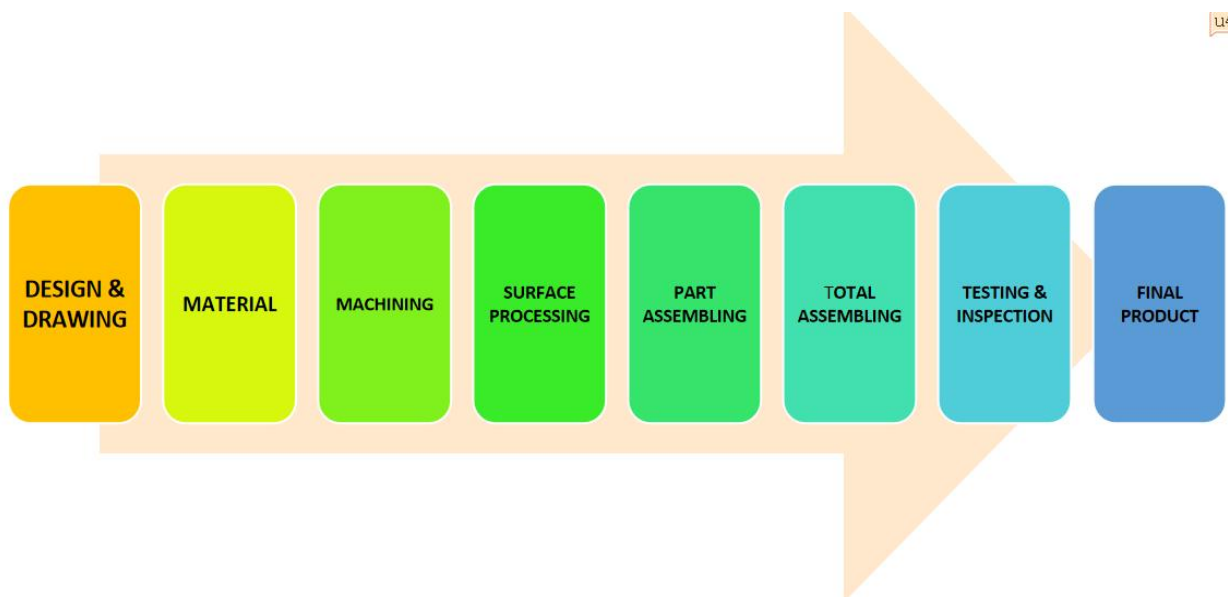 DESIGN &
DRAWING
MATERIAL
MACHINING
SURFACE
PROCESSING
PART
ASSEMBLING
TOTAL
ASSEMBLING
TESTING &
INSPECTION
FINAL
PRODUCT